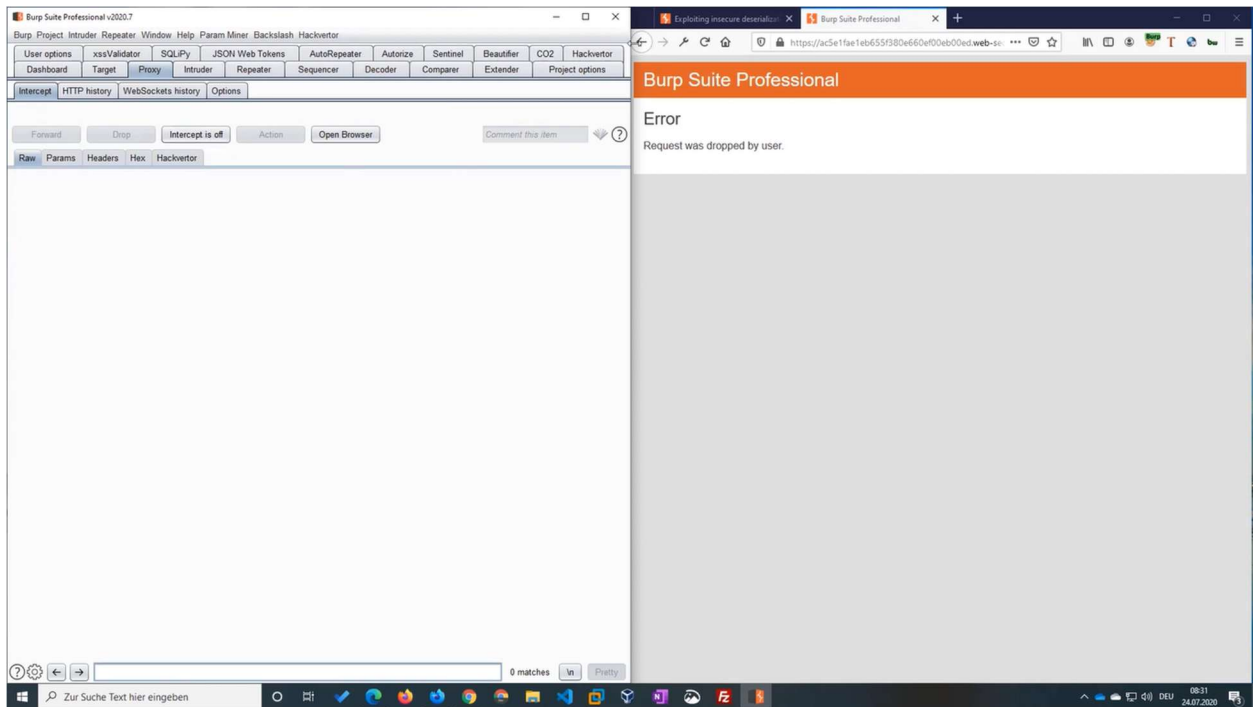 Burp Suite Professional v2020.7
Burp Project Intruder Repeater Window Help Param Miner Backslash Hackvertor
User options xssValidator SQLiPy JSON Web Tokens AutoRepeater Autorize Sentinel Beautifier CO2 Hackvertor
Dashboard Target Proxy Intruder Repeater Sequencer Decoder Comparer Extender Project options
Intercept HTTP history WebSockets history Options
Forward Drop Intercept is off Action Open Browser Comment this item
Raw Params Headers Hex Hackvertor
0 matches \n Pretty
Exploiting insecure deserializat
Burp Suite Professional
https://ac5e1fae1eb655f380e660ef00eb00ed.web-se
Burp Suite Professional
Error
Request was dropped by user.
Zur Suche Text hier eingeben
DEU
08:31
24.07.2020